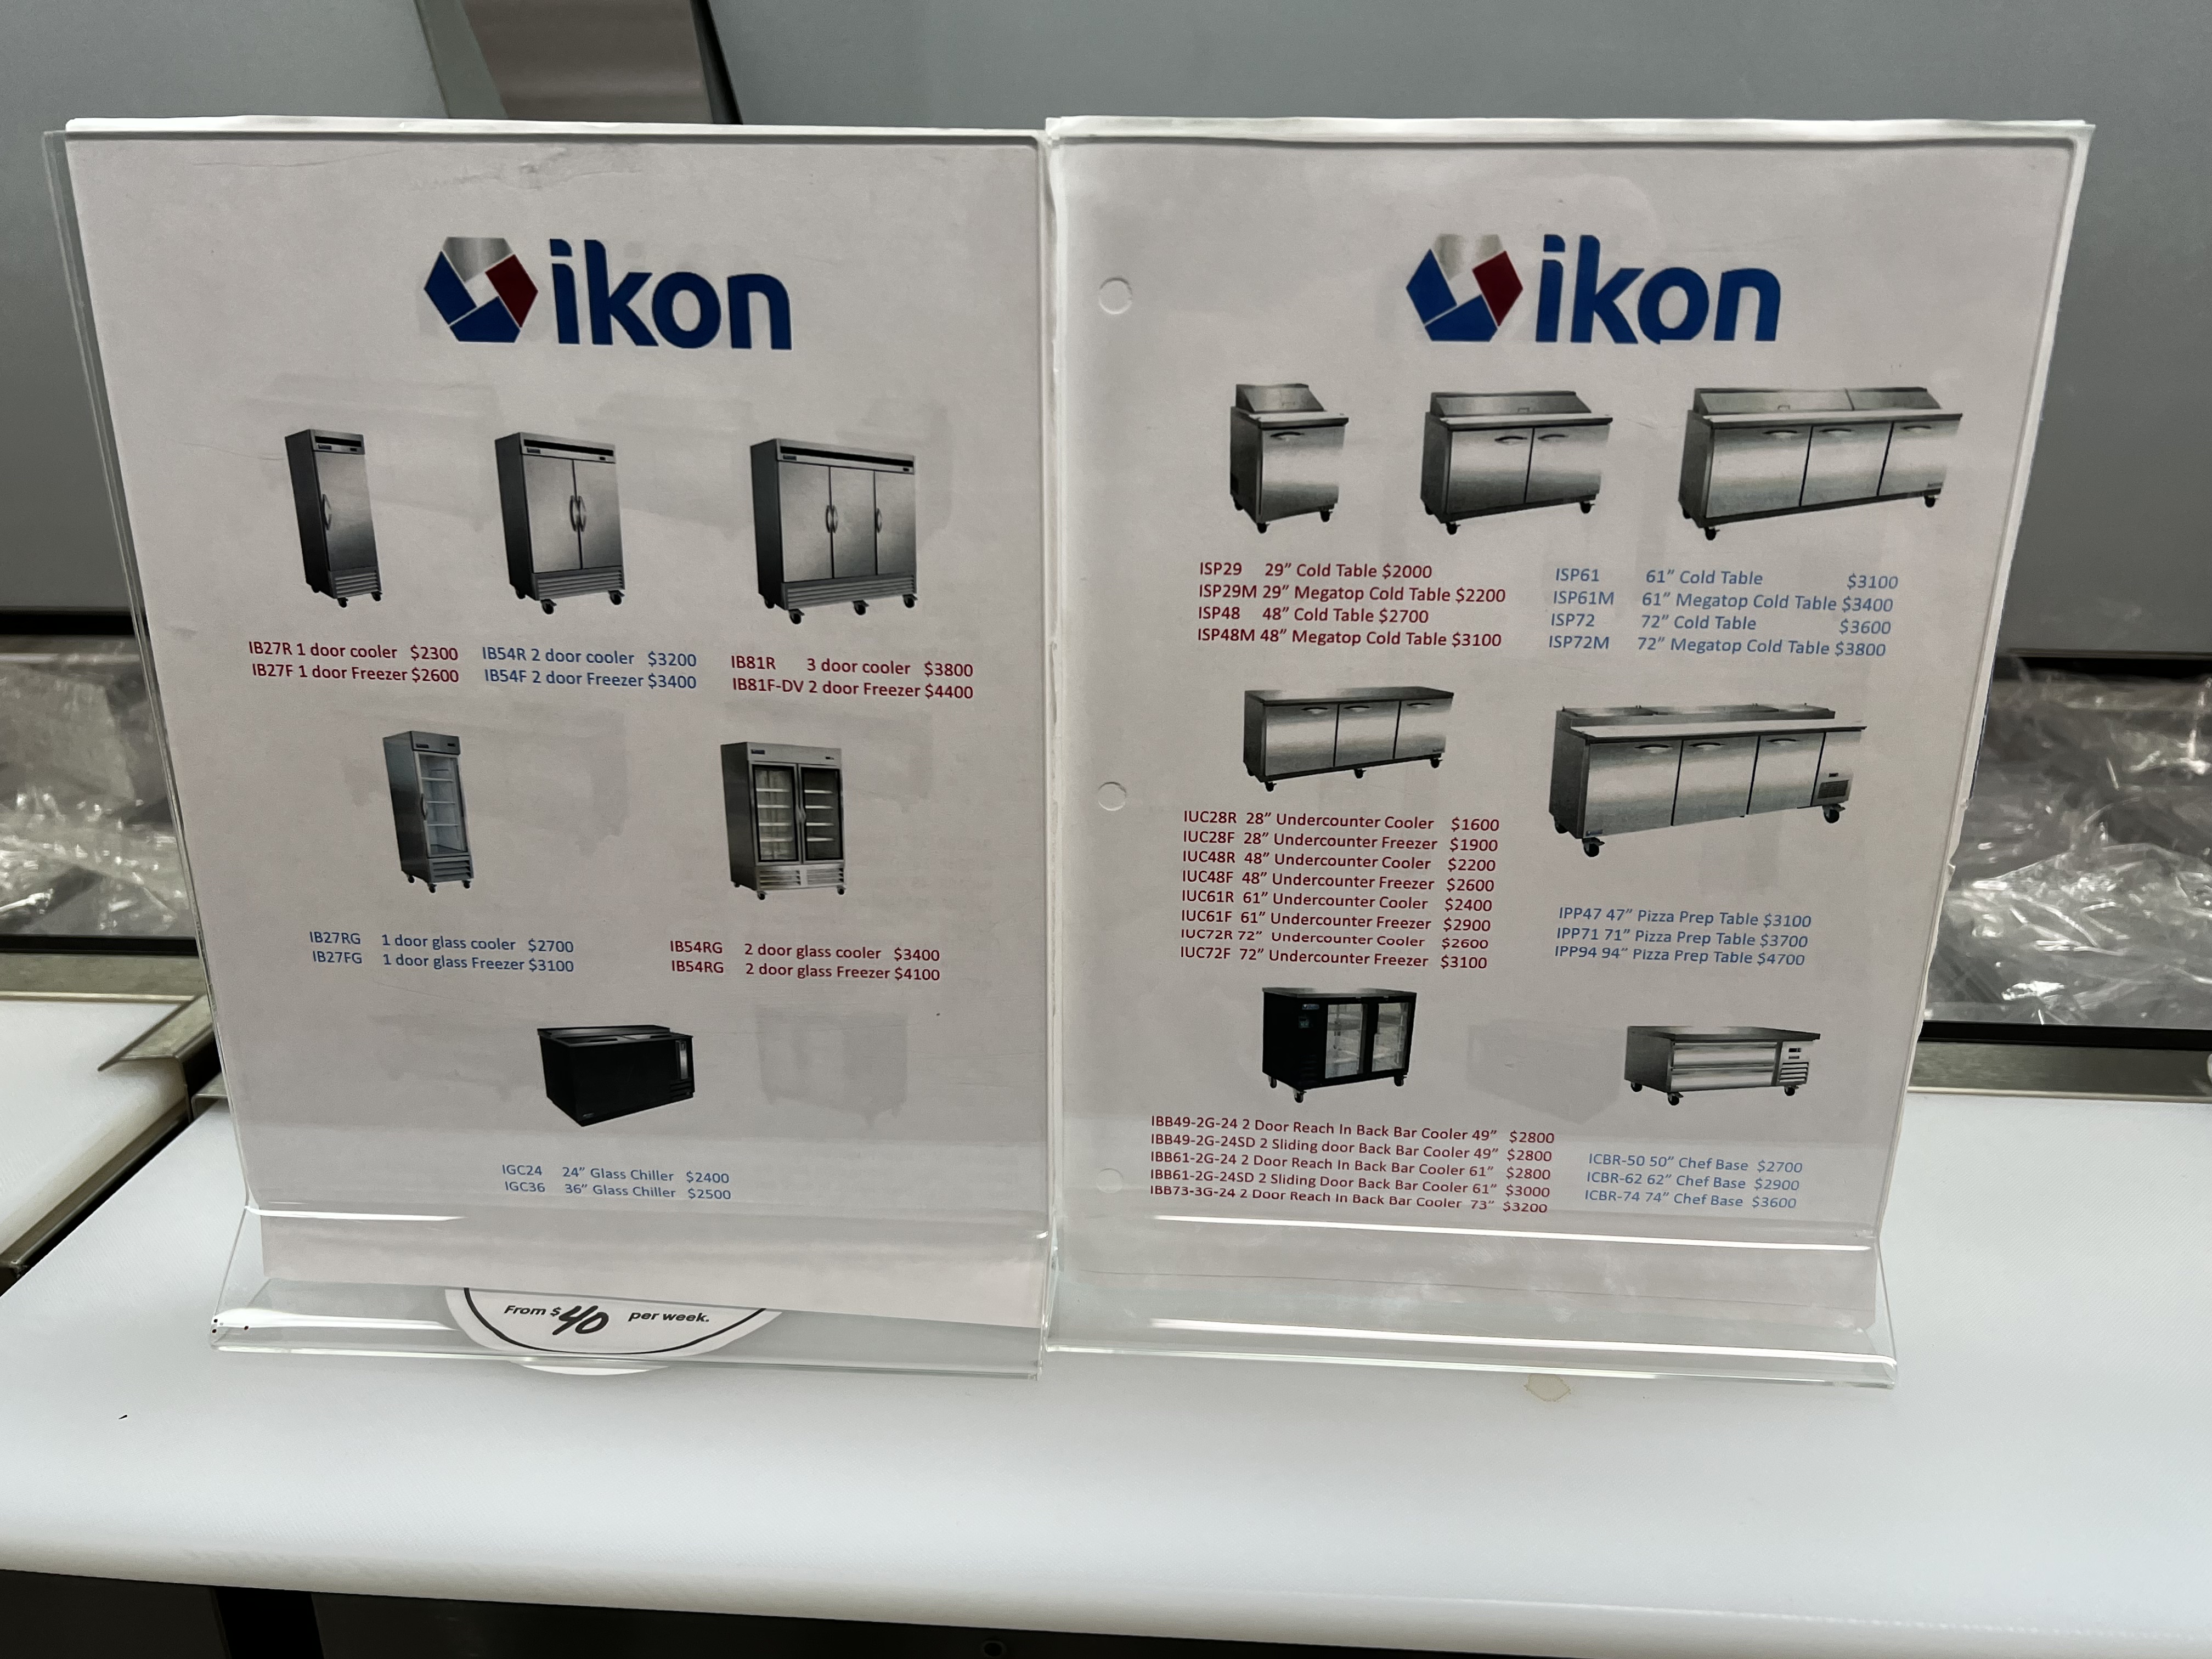 ikon
IB27R 1 door cooler $2300
IB27F 1 door Freezer $2600
IB54R 2 door cooler $3200
IB54F 2 door Freezer $3400
IB81R 3 door cooler $3800
IB81F-DV 2 door Freezer $4400
IB27RG 1 door glass cooler $2700
IB27FG 1 door glass Freezer $3100
IB54RG 2 door glass cooler $3400
IB54RG 2 door glass Freezer $4100
IGC24 24" Glass Chiller $2400
IGC36 36" Glass Chiller $2500
From $40 per week.
ikon
ISP29 29" Cold Table $2000
ISP29M 29" Megatop Cold Table $2200
ISP48 48" Cold Table $2700
ISP48M 48" Megatop Cold Table $3100
ISP61 61" Cold Table $3100
ISP61M 61" Megatop Cold Table $3400
ISP72 72" Cold Table $3600
ISP72M 72" Megatop Cold Table $3800
IUC28R 28" Undercounter Cooler $1600
IUC28F 28" Undercounter Freezer $1900
IUC48R 48" Undercounter Cooler $2200
IUC48F 48" Undercounter Freezer $2600
IUC61R 61" Undercounter Cooler $2400
IUC61F 61" Undercounter Freezer $2900
IUC72R 72" Undercounter Cooler $2600
IUC72F 72" Undercounter Freezer $3100
IPP47 47" Pizza Prep Table $3100
IPP71 71" Pizza Prep Table $3700
IPP94 94" Pizza Prep Table $4700
IBB49-2G-24 2 Door Reach In Back Bar Cooler 49" $2800
IBB49-2G-24SD 2 Sliding door Back Bar Cooler 49" $2800
IBB61-2G-24 2 Door Reach In Back Bar Cooler 61" $2800
IBB61-2G-24SD 2 Sliding Door Back Bar Cooler 61" $3000
IBB73-3G-24 2 Door Reach In Back Bar Cooler 73" $3200
ICBR-50 50" Chef Base $2700
ICBR-62 62" Chef Base $2900
ICBR-74 74" Chef Base $3600